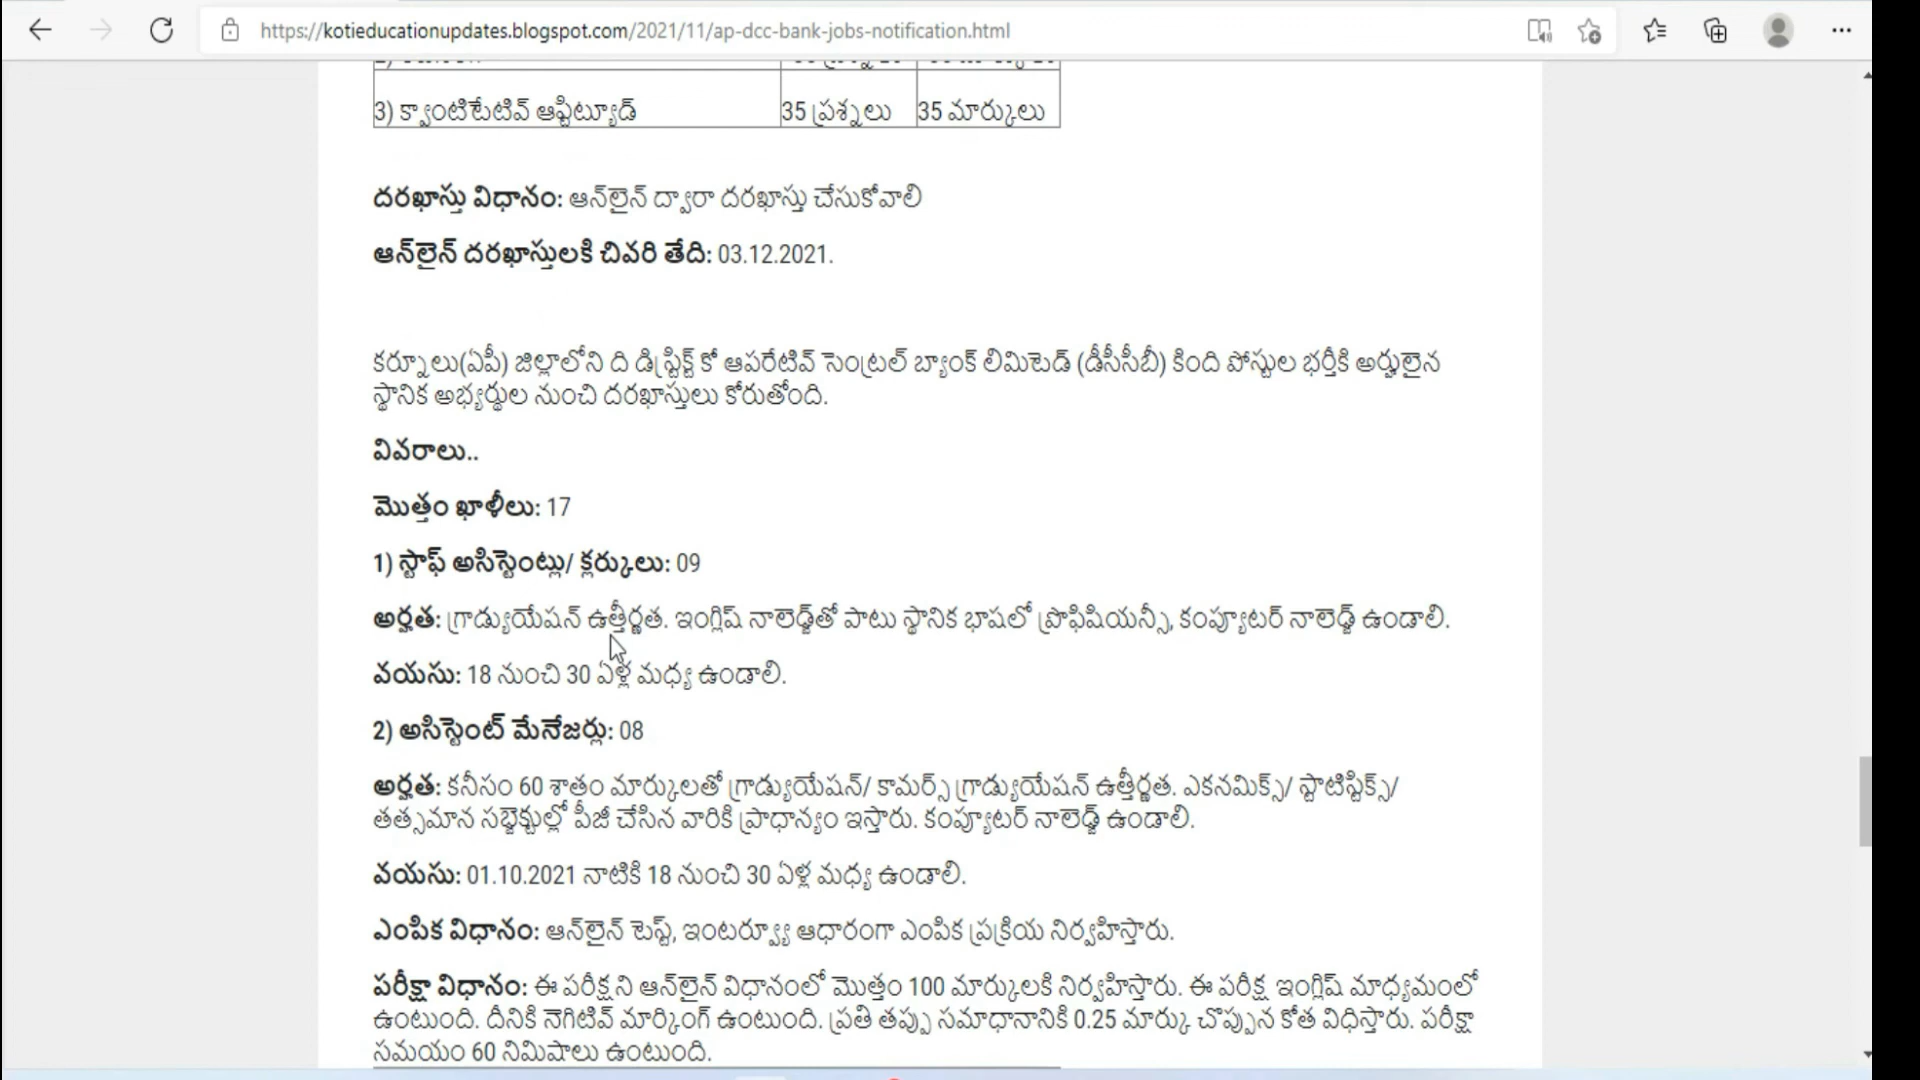 https://kotieducationupdates.blogspot.com/2021/11/ap-dcc-bank-jobs-notification.html
3) క్వాంటిటేటివ్ ఆప్టిట్యూడ్ 35 ప్రశ్నలు 35 మార్కులు
దరఖాస్తు విధానం: ఆన్‌లైన్ ద్వారా దరఖాస్తు చేసుకోవాలి
ఆన్‌లైన్ దరఖాస్తులకి చివరి తేది: 03.12.2021.
కర్నూలు(ఏపీ) జిల్లాలోని ది డిస్ట్రిక్ట్ కో ఆపరేటివ్ సెంట్రల్ బ్యాంక్ లిమిటెడ్ (డీసీసీబీ) కింది పోస్టుల భర్తీకి అర్హులైన
స్థానిక అభ్యర్థుల నుంచి దరఖాస్తులు కోరుతోంది.
వివరాలు..
మొత్తం ఖాళీలు: 17
1) స్టాఫ్ అసిస్టెంట్లు/ క్లర్కులు: 09
అర్హత: గ్రాడ్యుయేషన్ ఉత్తీర్ణత. ఇంగ్లిష్ నాలెడ్జ్‌తో పాటు స్థానిక భాషలో ప్రొఫిషియన్సీ, కంప్యూటర్ నాలెడ్జ్ ఉండాలి.
వయసు: 18 నుంచి 30 ఏళ్ల మధ్య ఉండాలి.
2) అసిస్టెంట్ మేనేజర్లు: 08
అర్హత: కనీసం 60 శాతం మార్కులతో గ్రాడ్యుయేషన్/ కామర్స్ గ్రాడ్యుయేషన్ ఉత్తీర్ణత. ఎకనమిక్స్/ స్టాటిస్టిక్స్/
తత్సమాన సబ్జెక్టుల్లో పీజీ చేసిన వారికి ప్రాధాన్యం ఇస్తారు. కంప్యూటర్ నాలెడ్జ్ ఉండాలి.
వయసు: 01.10.2021 నాటికి 18 నుంచి 30 ఏళ్ల మధ్య ఉండాలి.
ఎంపిక విధానం: ఆన్‌లైన్ టెస్ట్, ఇంటర్వ్యూ ఆధారంగా ఎంపిక ప్రక్రియ నిర్వహిస్తారు.
పరీక్షా విధానం: ఈ పరీక్షని ఆన్‌లైన్ విధానంలో మొత్తం 100 మార్కులకి నిర్వహిస్తారు. ఈ పరీక్ష ఇంగ్లిష్ మాధ్యమంలో
ఉంటుంది. దీనికి నెగిటివ్ మార్కింగ్ ఉంటుంది. ప్రతి తప్పు సమాధానానికి 0.25 మార్కు చొప్పున కోత విధిస్తారు. పరీక్షా
సమయం 60 నిమిషాలు ఉంటుంది.